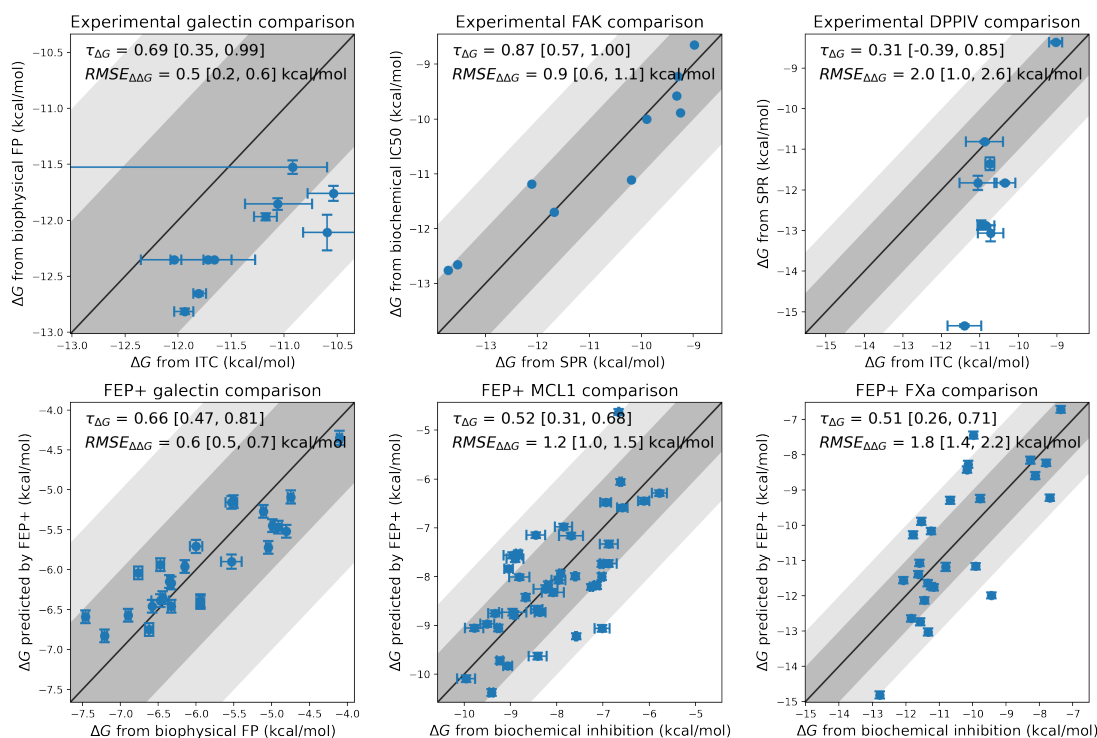 Experimental galectin comparison
τΔG = 0.69 [0.35, 0.99]
RMSEΔΔG = 0.5 [0.2, 0.6] kcal/mol
ΔG from biophysical FP (kcal/mol)
−10.5
−11.0
−11.5
−12.0
−12.5
−13.0
−13.0 −12.5 −12.0 −11.5 −11.0 −10.5
ΔG from ITC (kcal/mol)
Experimental FAK comparison
τΔG = 0.87 [0.57, 1.00]
RMSEΔΔG = 0.9 [0.6, 1.1] kcal/mol
ΔG from biochemical IC50 (kcal/mol)
−9
−10
−11
−12
−13
−13 −12 −11 −10 −9
ΔG from SPR (kcal/mol)
Experimental DPPIV comparison
τΔG = 0.31 [-0.39, 0.85]
RMSEΔΔG = 2.0 [1.0, 2.6] kcal/mol
ΔG from SPR (kcal/mol)
−9
−10
−11
−12
−13
−14
−15
−15 −14 −13 −12 −11 −10 −9
ΔG from ITC (kcal/mol)
FEP+ galectin comparison
τΔG = 0.66 [0.47, 0.81]
RMSEΔΔG = 0.6 [0.5, 0.7] kcal/mol
ΔG predicted by FEP+ (kcal/mol)
−4.0
−4.5
−5.0
−5.5
−6.0
−6.5
−7.0
−7.5
−7.5 −7.0 −6.5 −6.0 −5.5 −5.0 −4.5 −4.0
ΔG from biophysical FP (kcal/mol)
FEP+ MCL1 comparison
τΔG = 0.52 [0.31, 0.68]
RMSEΔΔG = 1.2 [1.0, 1.5] kcal/mol
ΔG predicted by FEP+ (kcal/mol)
−5
−6
−7
−8
−9
−10
−10 −9 −8 −7 −6 −5
ΔG from biochemical inhibition (kcal/mol)
FEP+ FXa comparison
τΔG = 0.51 [0.26, 0.71]
RMSEΔΔG = 1.8 [1.4, 2.2] kcal/mol
ΔG predicted by FEP+ (kcal/mol)
−7
−8
−9
−10
−11
−12
−13
−14
−15
−15 −14 −13 −12 −11 −10 −9 −8 −7
ΔG from biochemical inhibition (kcal/mol)